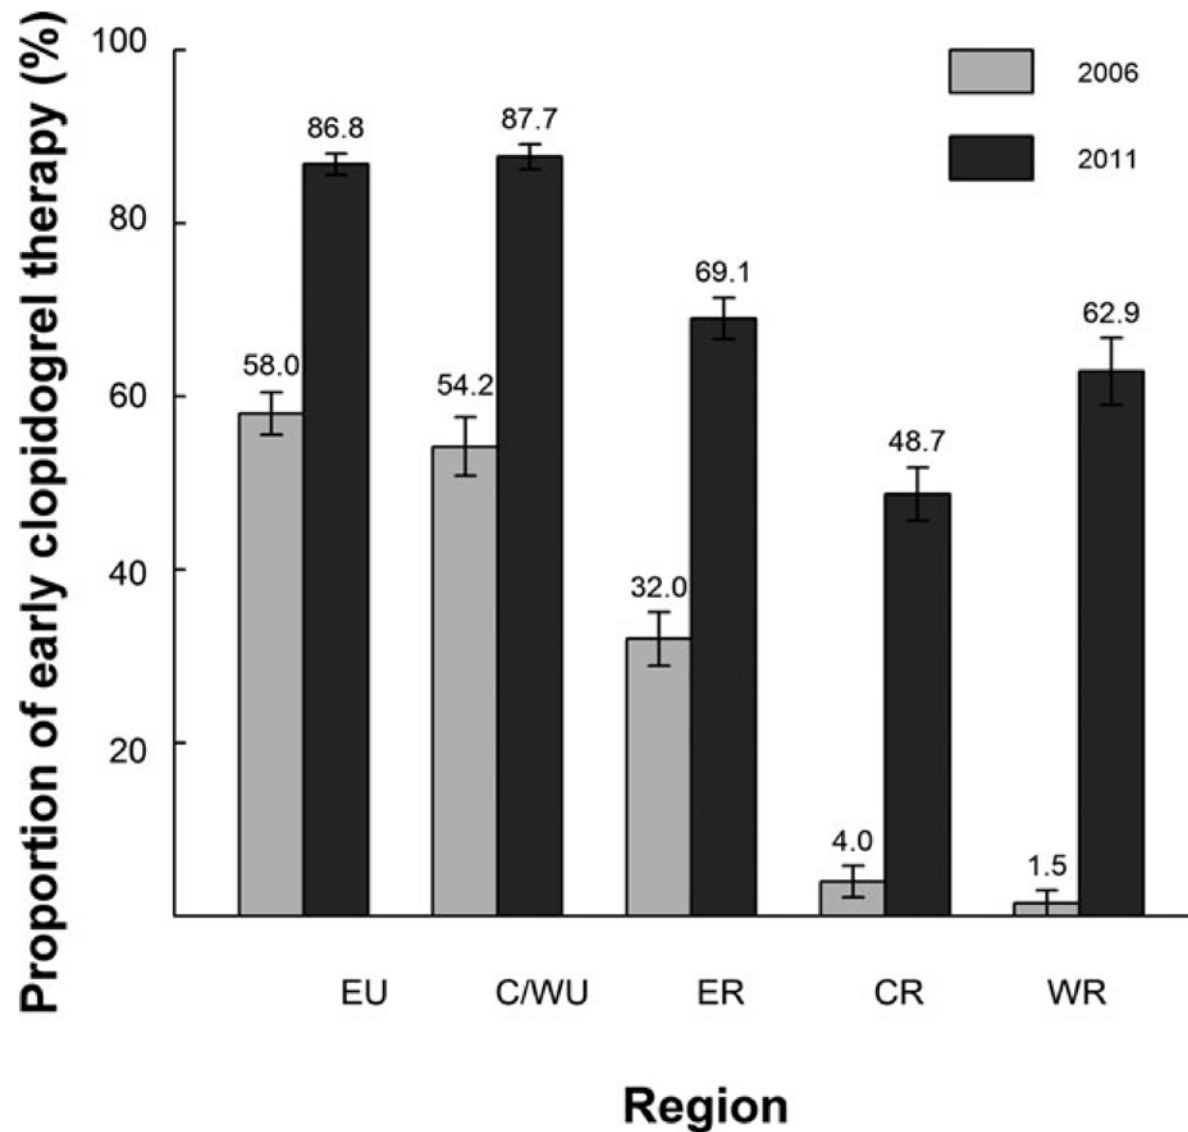 Proportion of early clopidogrel therapy (%)
100
80
60
40
20
2006
2011
58.0
86.8
54.2
87.7
32.0
69.1
4.0
48.7
1.5
62.9
EU
C/WU
ER
CR
WR
Region